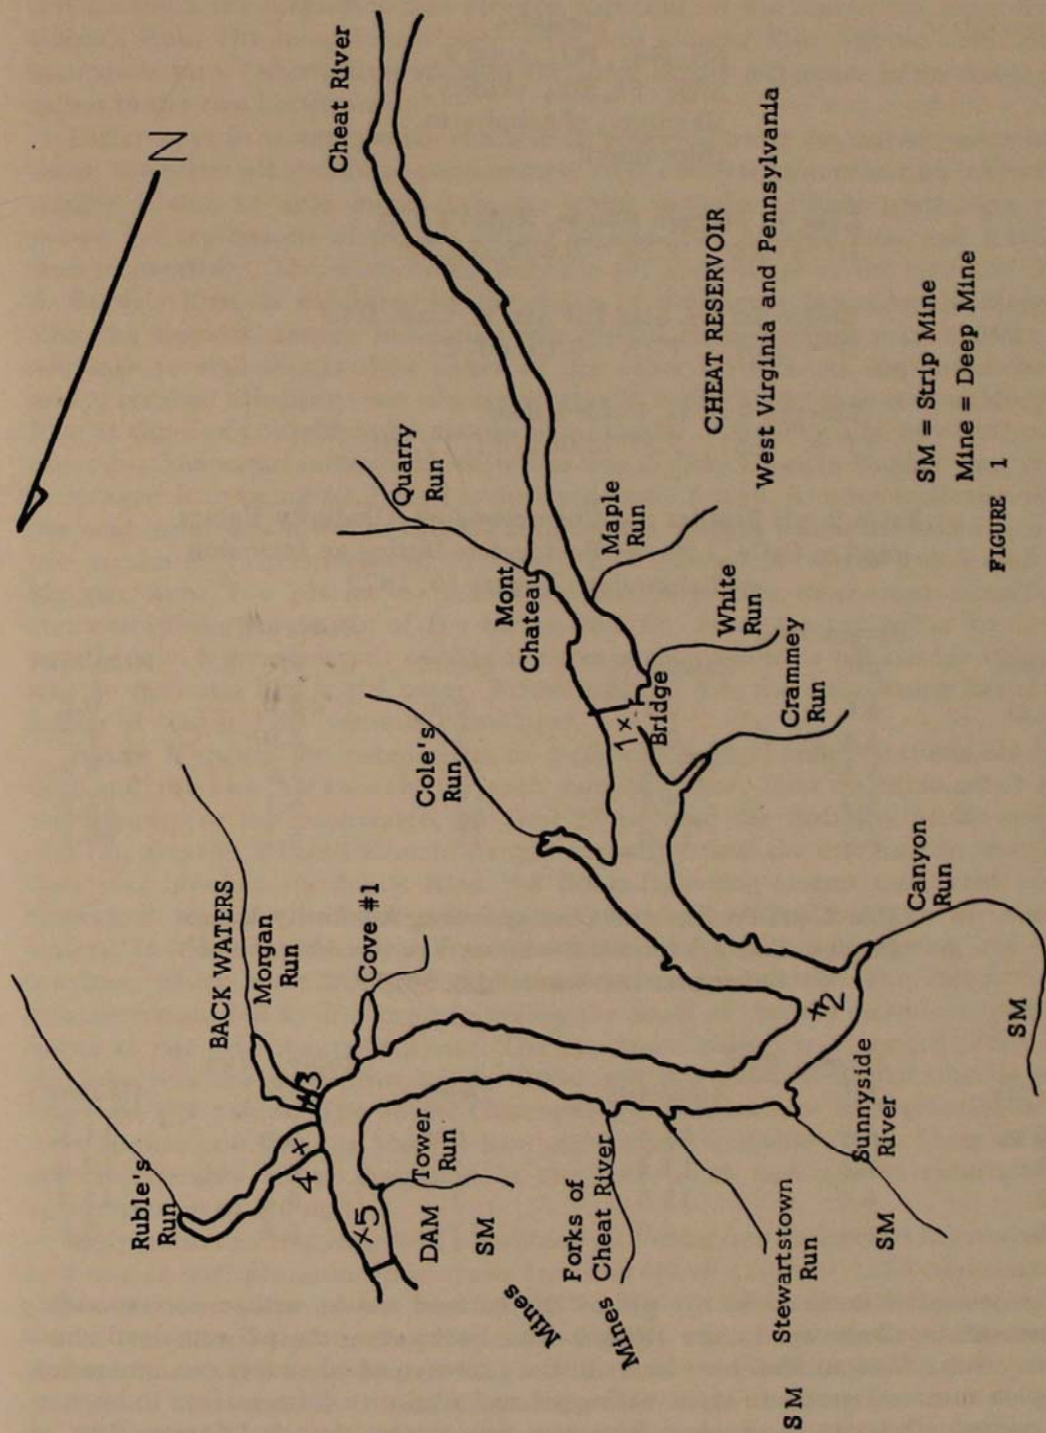 N
Cheat River
Quarry
Run
Mont
Chateau
Maple
Run
White
Run
Bridge
1
Crammey
Run
Cole's
Run
Canyon
Run
SM
2
Sunnyside
River
SM
Stewartstown
Run
SM
Forks of
Cheat River
Mines
Mines
Tower
Run
SM
DAM
5
4
3
Ruble's
Run
BACK WATERS
Morgan
Run
Cove #1
CHEAT RESERVOIR
West Virginia and Pennsylvania
SM = Strip Mine
Mine = Deep Mine
FIGURE 1